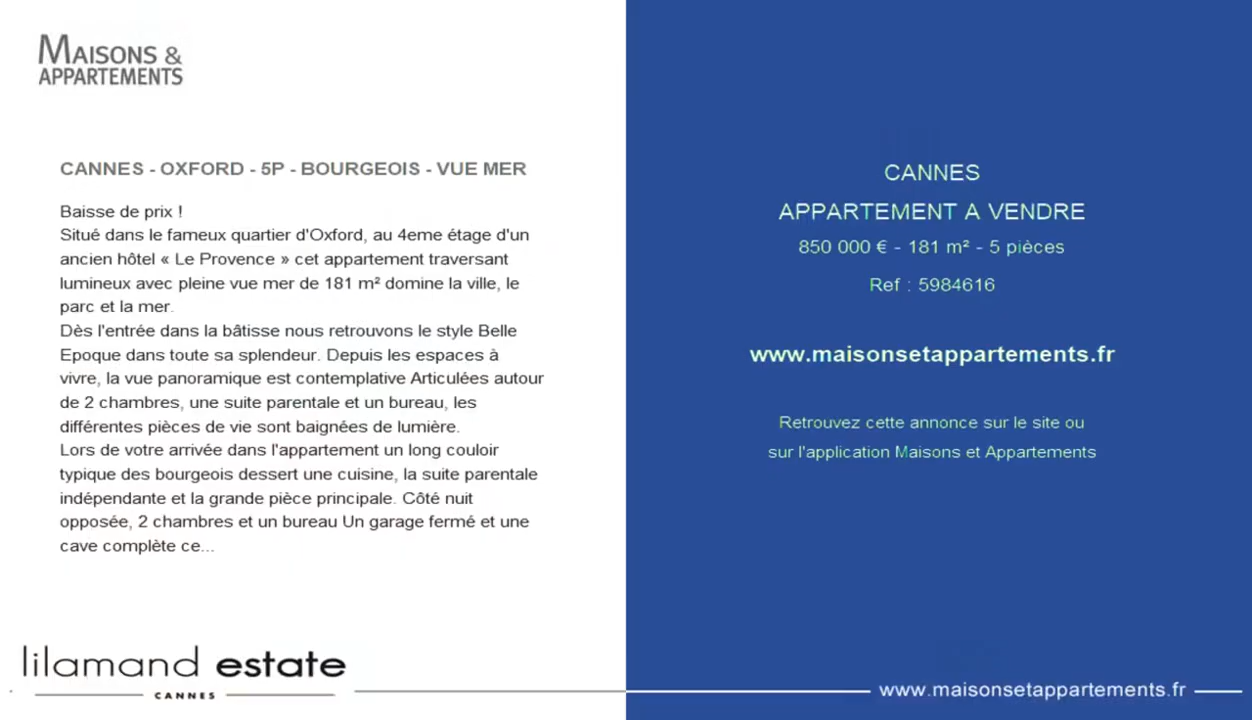 MAISONS &
APPARTEMENTS
CANNES - OXFORD - 5P - BOURGEOIS - VUE MER
Baisse de prix !
Situé dans le fameux quartier d'Oxford, au 4eme étage d'un
ancien hôtel « Le Provence » cet appartement traversant
lumineux avec pleine vue mer de 181 m² domine la ville, le
parc et la mer.
Dès l'entrée dans la bâtisse nous retrouvons le style Belle
Epoque dans toute sa splendeur. Depuis les espaces à
vivre, la vue panoramique est contemplative Articulées autour
de 2 chambres, une suite parentale et un bureau, les
différentes pièces de vie sont baignées de lumière.
Lors de votre arrivée dans l'appartement un long couloir
typique des bourgeois dessert une cuisine, la suite parentale
indépendante et la grande pièce principale. Côté nuit
opposée, 2 chambres et un bureau Un garage fermé et une
cave complète ce...
lilamand estate
CANNES
CANNES
APPARTEMENT A VENDRE
850 000 € - 181 m² - 5 pièces
Ref : 5984616
www.maisonsetappartements.fr
Retrouvez cette annonce sur le site ou
sur l'application Maisons et Appartements
www.maisonsetappartements.fr